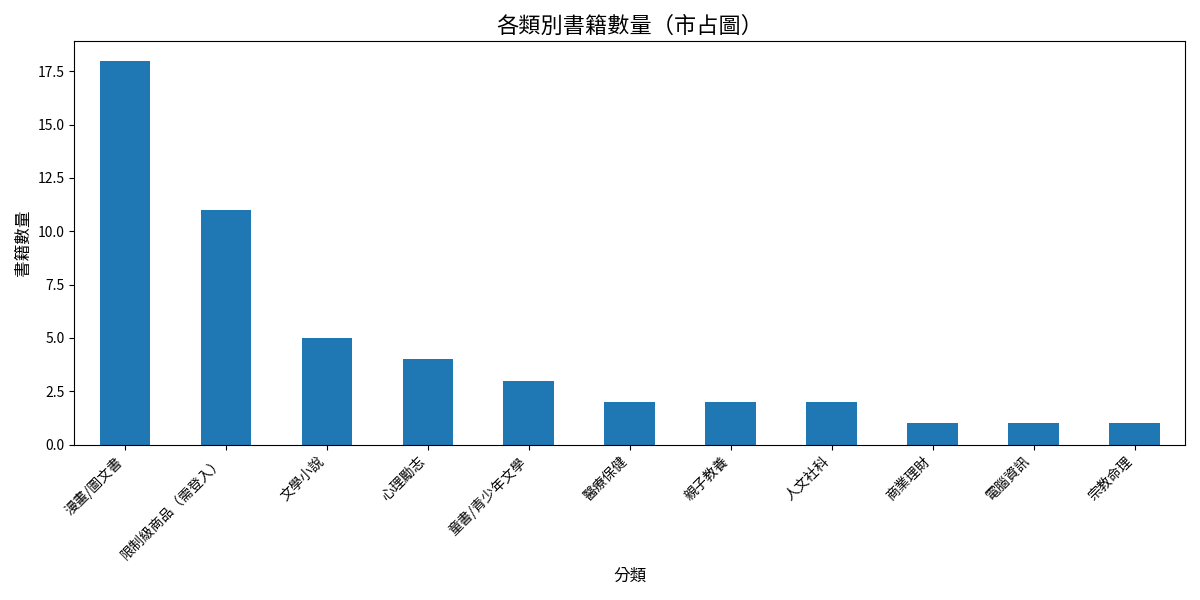 各類別書籍數量（市占圖）
書籍數量
17.5
15.0
12.5
10.0
7.5
5.0
2.5
0.0
漫畫/圖文書
限制級商品（需登入）
文學小說
心理勵志
童書/青少年文學
醫療保健
親子教養
人文社科
商業理財
電腦資訊
宗教命理
分類